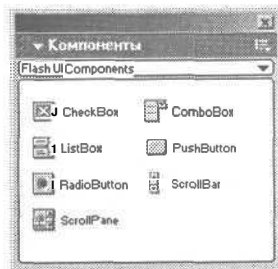 Компоненты
Flash UI Components
CheckBox ComboBox
ListBox PushButton
RadioButton ScrollBar
ScrollPane